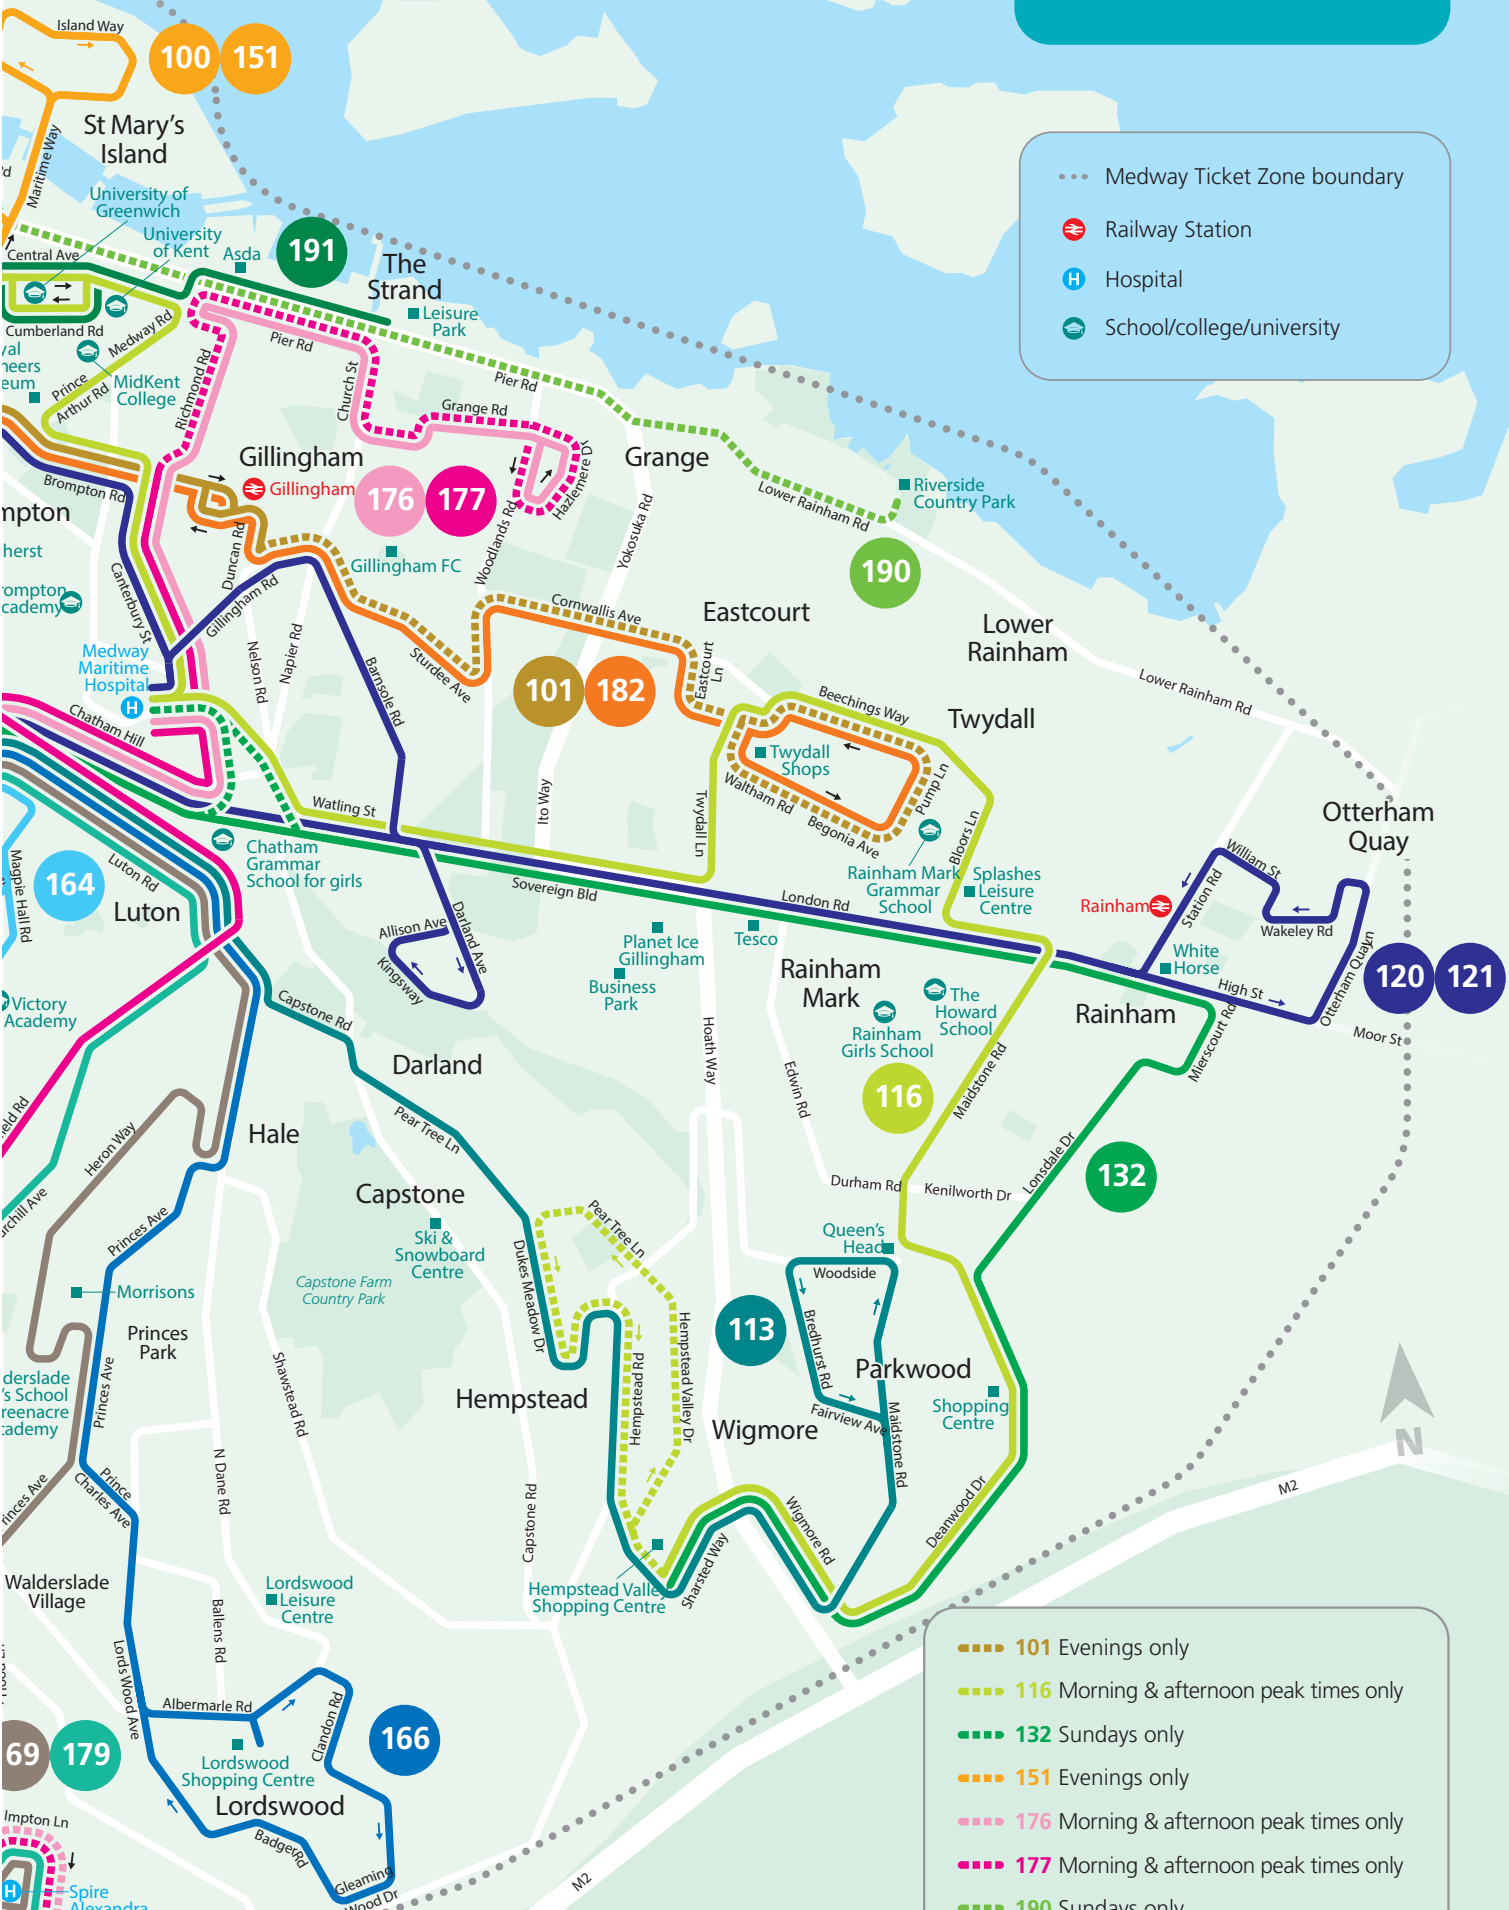 Island Way
100
151
St Mary's
Island
Maritime Way
University of
Greenwich
University
of Kent
Asda
191
The
Strand
Leisure
Park
Central Ave
Cumberland Rd
Medway Rd
Prince
Arthur Rd
MidKent
College
Richmond Rd
Pier Rd
Church St
Pier Rd
Grange Rd
Hazlemere Dr
Woodlands Rd
Yokosuka Rd
Grange
Gillingham
Gillingham
176
177
Gillingham FC
Brompton Rd
Duncan Rd
Gillingham Rd
Canterbury St
Medway
Maritime
Hospital
H
Nelson Rd
Napier Rd
Barnsole Rd
Sturdee Ave
Cornwallis Ave
Eastcourt
Eastcourt
Ln
101
182
Lower Rainham Rd
Riverside
Country Park
190
Lower
Rainham
Lower Rainham Rd
Medway Ticket Zone boundary
Railway Station
H
Hospital
School/college/university
Beechings Way
Twydall
Twydall
Shops
Waltham Rd
Begonia Ave
Pump Ln
Bloors Ln
Twydall Ln
Ito Way
Chatham Hill
Watling St
Chatham
Grammar
School for girls
164
Magpie Hall Rd
Luton Rd
Luton
Sovereign Bld
London Rd
Rainham Mark
Grammar
School
Splashes
Leisure
Centre
Otterham
Quay
William St
Station Rd
Rainham
Wakeley Rd
White
Horse
High St
Otterham Quayn
120
121
Moor St
Mierscourt Rd
Rainham
Allison Ave
Darland Ave
Kingsway
Planet Ice
Gillingham
Business
Park
Tesco
Rainham
Mark
The
Howard
School
Rainham
Girls School
116
Maidstone Rd
Victory
Academy
Capstone Rd
Darland
Pear Tree Ln
Hoath Way
Edwin Rd
Durham Rd
Kenilworth Dr
Lonsdale Dr
132
Heron Way
Hale
Capstone
Ski &
Snowboard
Centre
Capstone Farm
Country Park
Princes Ave
Morrisons
Princes
Park
Princes Ave
Dukes Meadow Dr
Pear Tree Ln
Hempstead Valley Dr
Hempstead Rd
Hempstead
113
Queen's
Head
Woodside
Bredhurst Rd
Parkwood
Fairview Ave
Maidstone Rd
Shopping
Centre
Wigmore
Wigmore Rd
Deanwood Dr
Sharsted Way
Hempstead Valley
Shopping Centre
Shawstead Rd
N Dane Rd
Capstone Rd
Prince
Charles Ave
Walderslade
Village
Lordswood
Leisure
Centre
Ballens Rd
Lords Wood Ave
Albermarle Rd
Clandon Rd
166
69
179
Lordswood
Shopping Centre
Lordswood
Badger Rd
Gleaming
Wood Dr
M2
M2
N
Impton Ln
H
Spire
Alexandra
101 Evenings only
116 Morning & afternoon peak times only
132 Sundays only
151 Evenings only
176 Morning & afternoon peak times only
177 Morning & afternoon peak times only
190 Sundays only